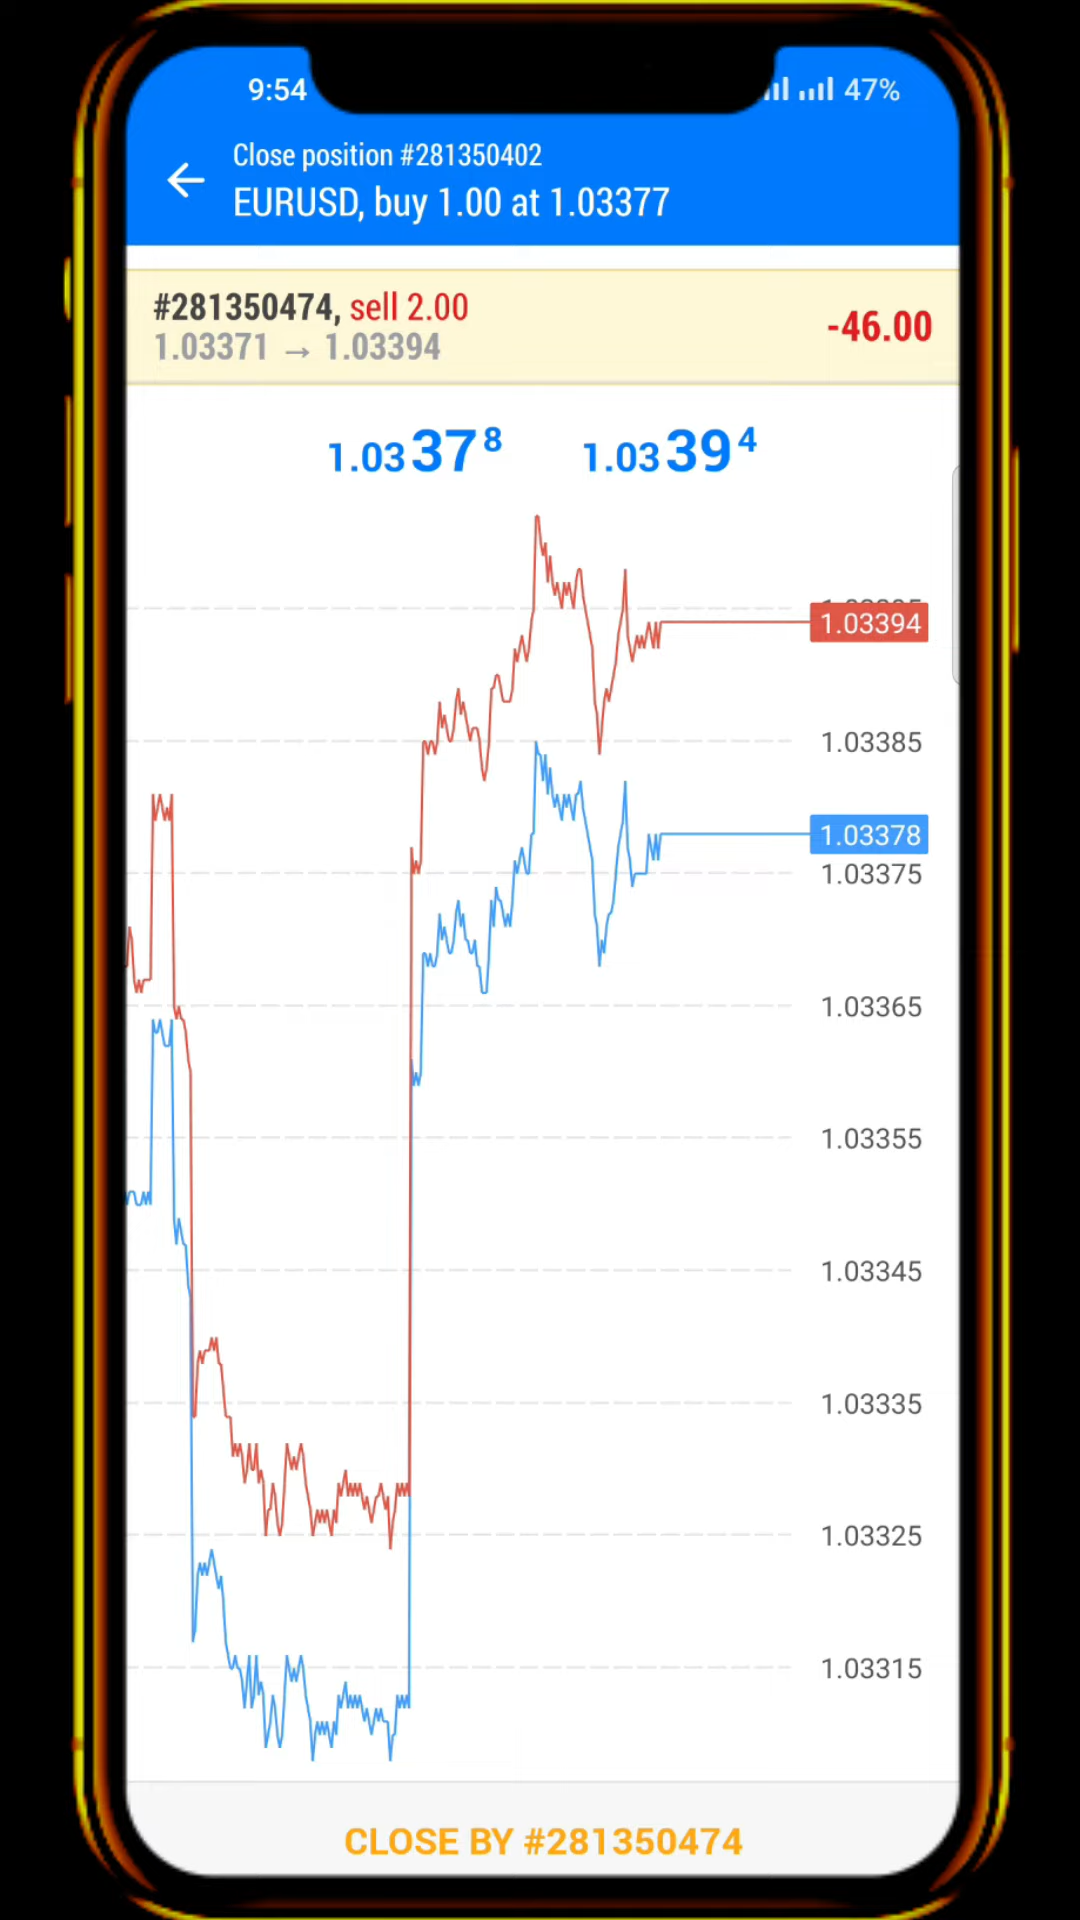 9:54
47%
Close position #281350402
EURUSD, buy 1.00 at 1.03377
#281350474, sell 2.00
-46.00
1.03371 → 1.03394
1.03378 1.03394
1.03394
1.03385
1.03378
1.03375
1.03365
1.03355
1.03345
1.03335
1.03325
1.03315
CLOSE BY #281350474